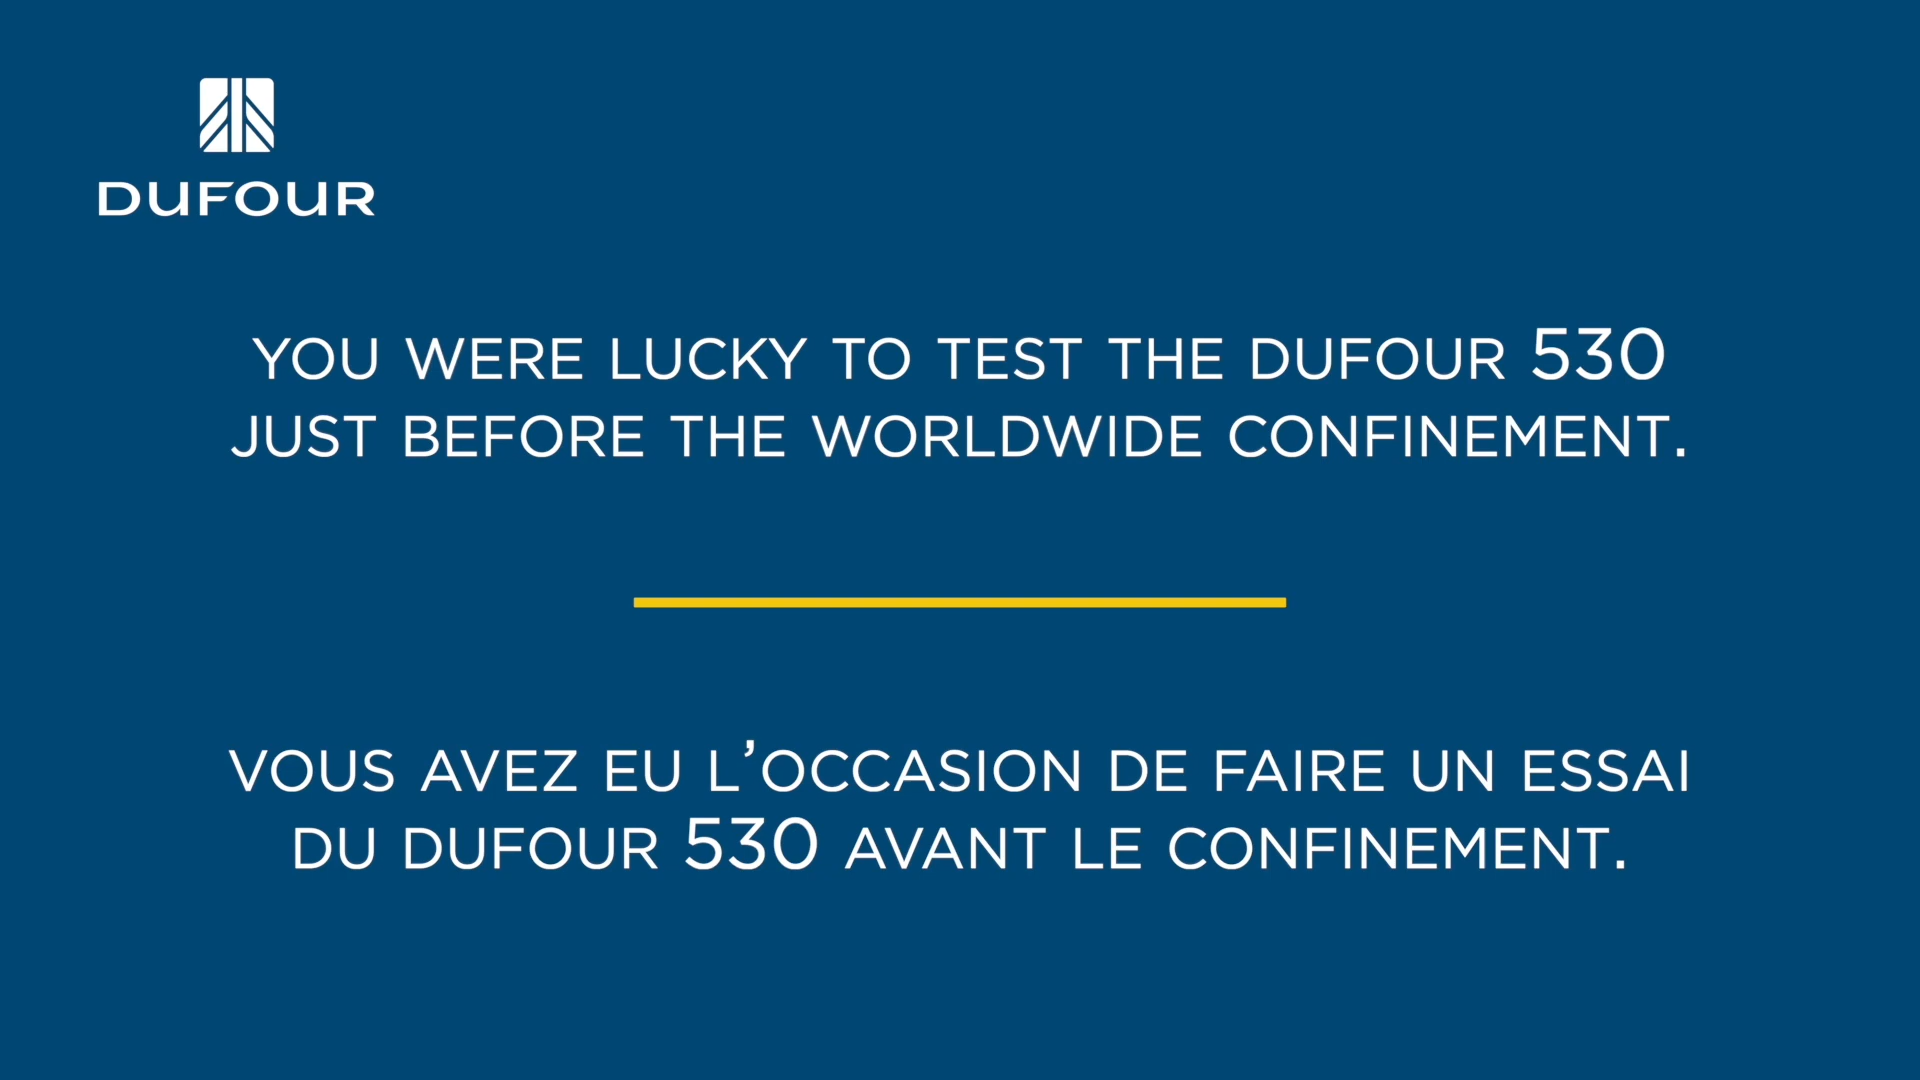 DUFOUR
YOU WERE LUCKY TO TEST THE DUFOUR 530
JUST BEFORE THE WORLDWIDE CONFINEMENT.
VOUS AVEZ EU L’OCCASION DE FAIRE UN ESSAI
DU DUFOUR 530 AVANT LE CONFINEMENT.